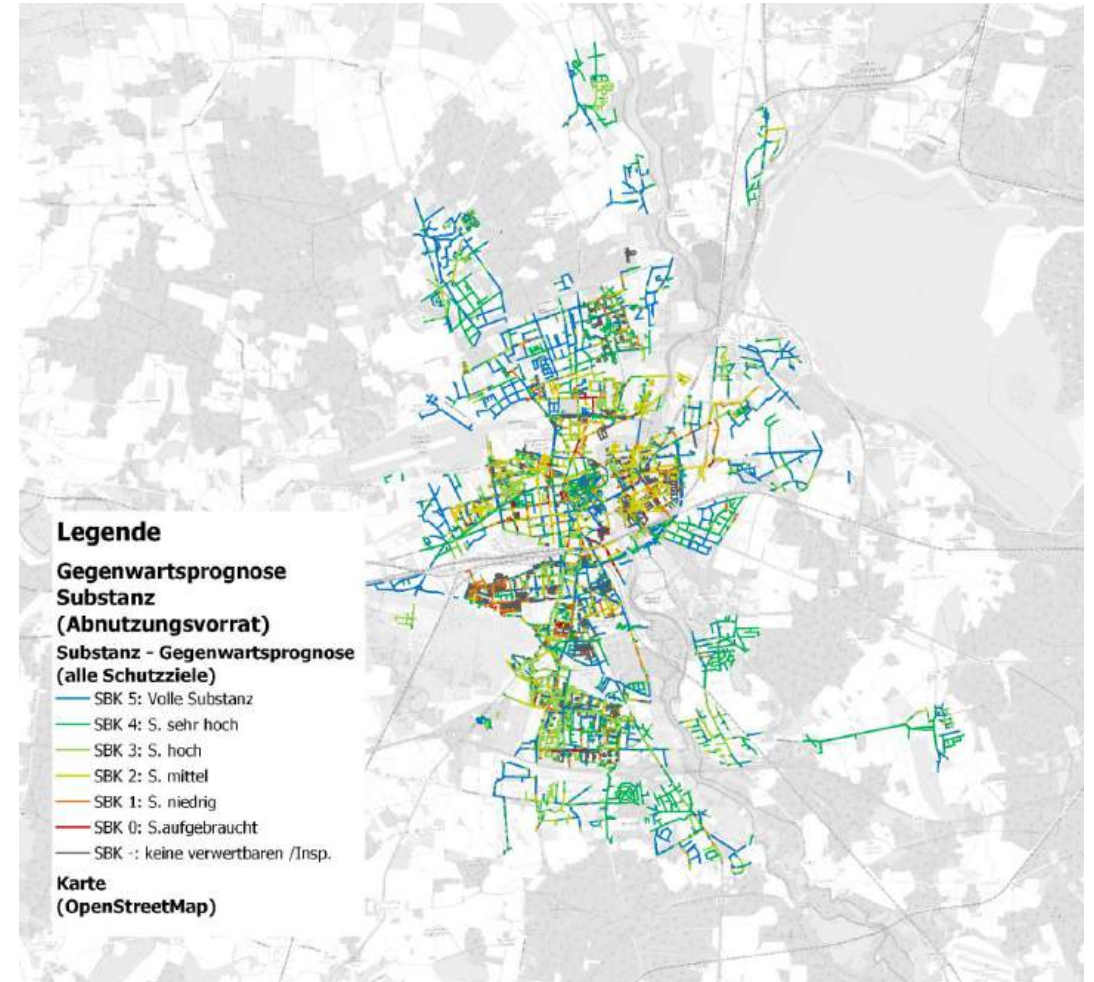 Legende
Gegenwartsprognose
Substanz
(Abnutzungsvorrat)
Substanz - Gegenwartsprognose
(alle Schutzziele)
SBK 5: Volle Substanz
SBK 4: S. sehr hoch
SBK 3: S. hoch
SBK 2: S. mittel
SBK 1: S. niedrig
SBK 0: S.aufgebraucht
SBK -: keine verwertbaren /Insp.
Karte
(OpenStreetMap)